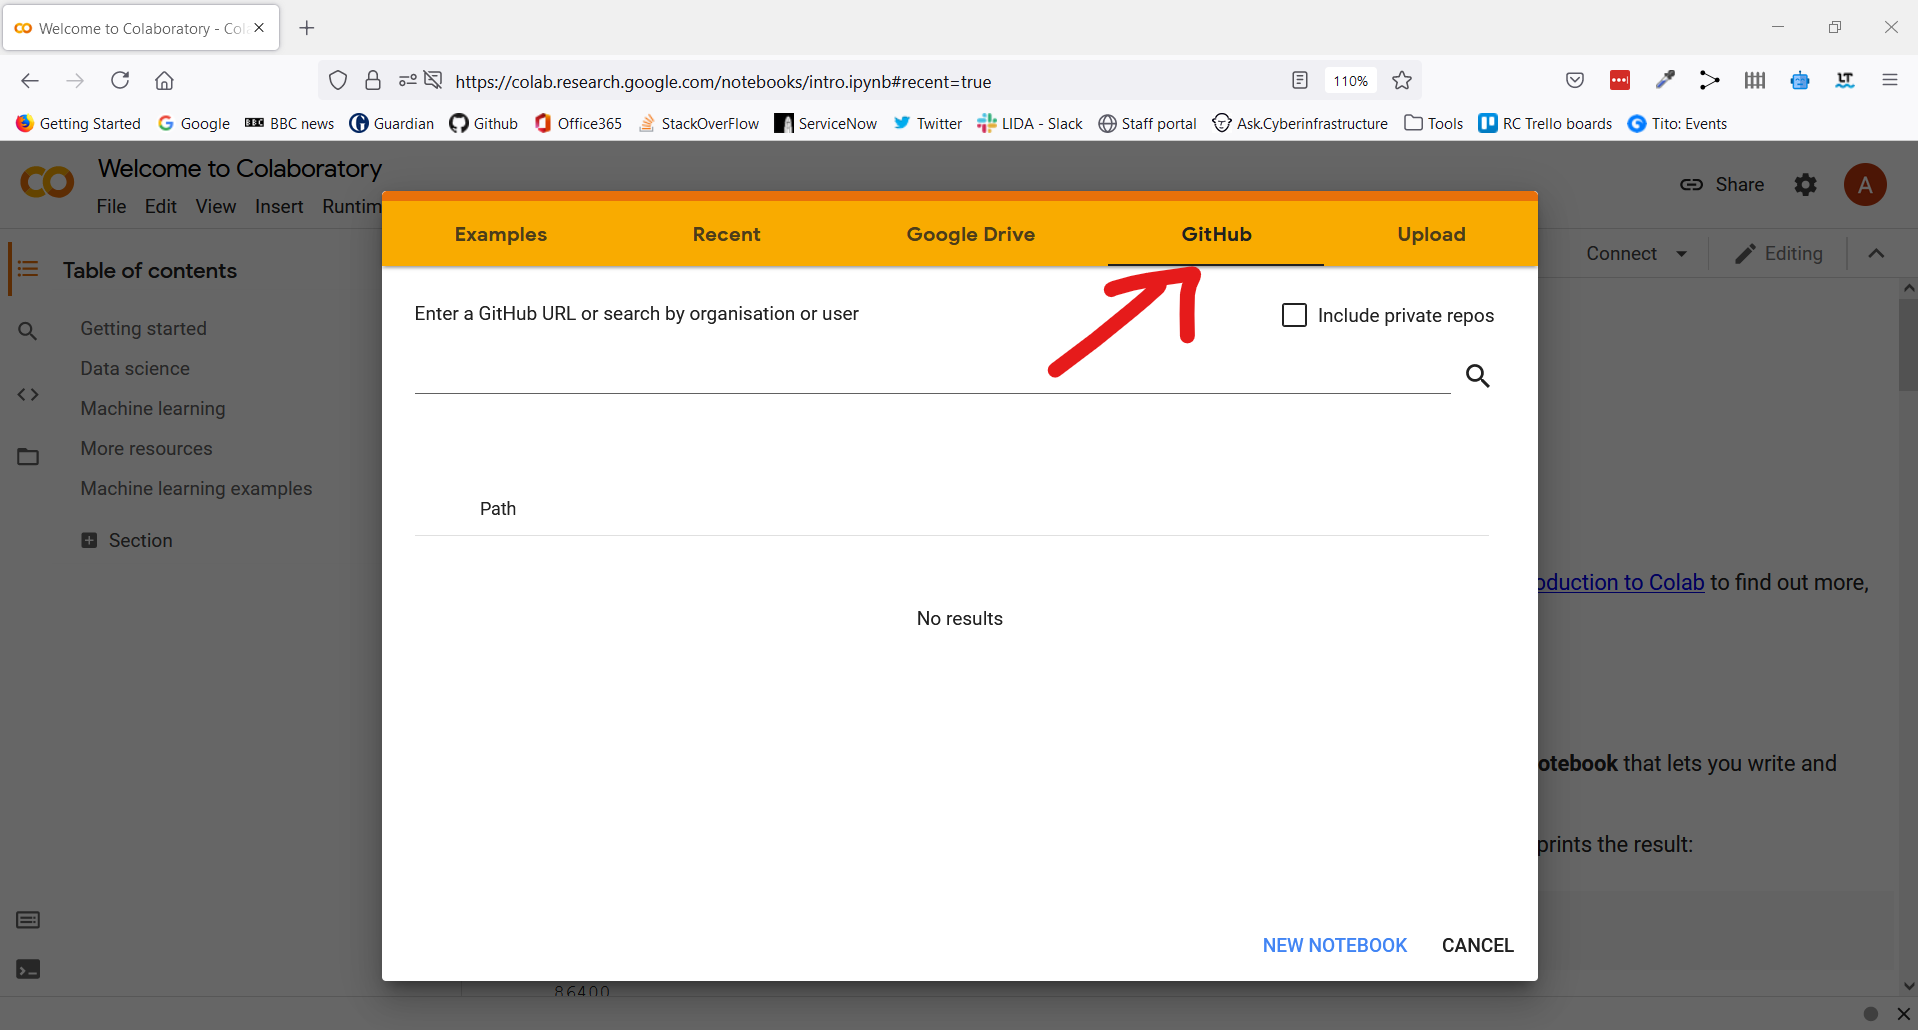 Welcome to Colaboratory - Col
https://colab.research.google.com/notebooks/intro.ipynb#recent=true
110%
Getting Started
Google
BBC news
Guardian
Github
Office365
StackOverFlow
ServiceNow
Twitter
LIDA - Slack
Staff portal
Ask.Cyberinfrastructure
Tools
RC Trello boards
Tito: Events
Welcome to Colaboratory
File Edit View Insert Runtim
Share
A
Examples
Recent
Google Drive
GitHub
Upload
Connect
Editing
Table of contents
Getting started
Data science
Machine learning
More resources
Machine learning examples
Section
Enter a GitHub URL or search by organisation or user
Include private repos
Path
No results
oduction to Colab to find out more,
otebook that lets you write and
prints the result:
NEW NOTEBOOK
CANCEL
86400